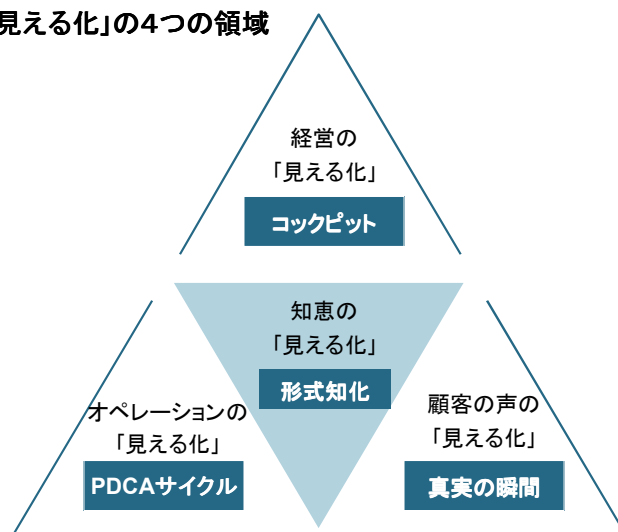 見える化」の4つの領域
経営の
「見える化」
コックピット
知恵の
「見える化」
形式知化
オペレーションの
「見える化」
PDCAサイクル
顧客の声の
「見える化」
真実の瞬間